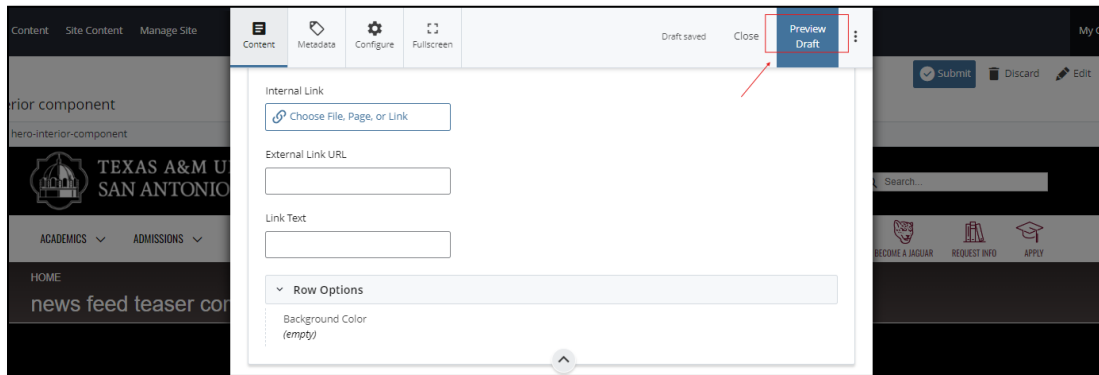 Content Site Content Manage Site
My
Content Metadata Configure Fullscreen
Draft saved Close Preview
Draft
Submit Discard Edit
erior component
hero-interior-component
Internal Link
Choose File, Page, or Link
External Link URL
Link Text
TEXAS A&M U
SAN ANTONIO
Search...
ACADEMICS ADMISSIONS
BECOME A JAGUAR REQUEST INFO APPLY
HOME
news feed teaser co
Row Options
Background Color
(empty)